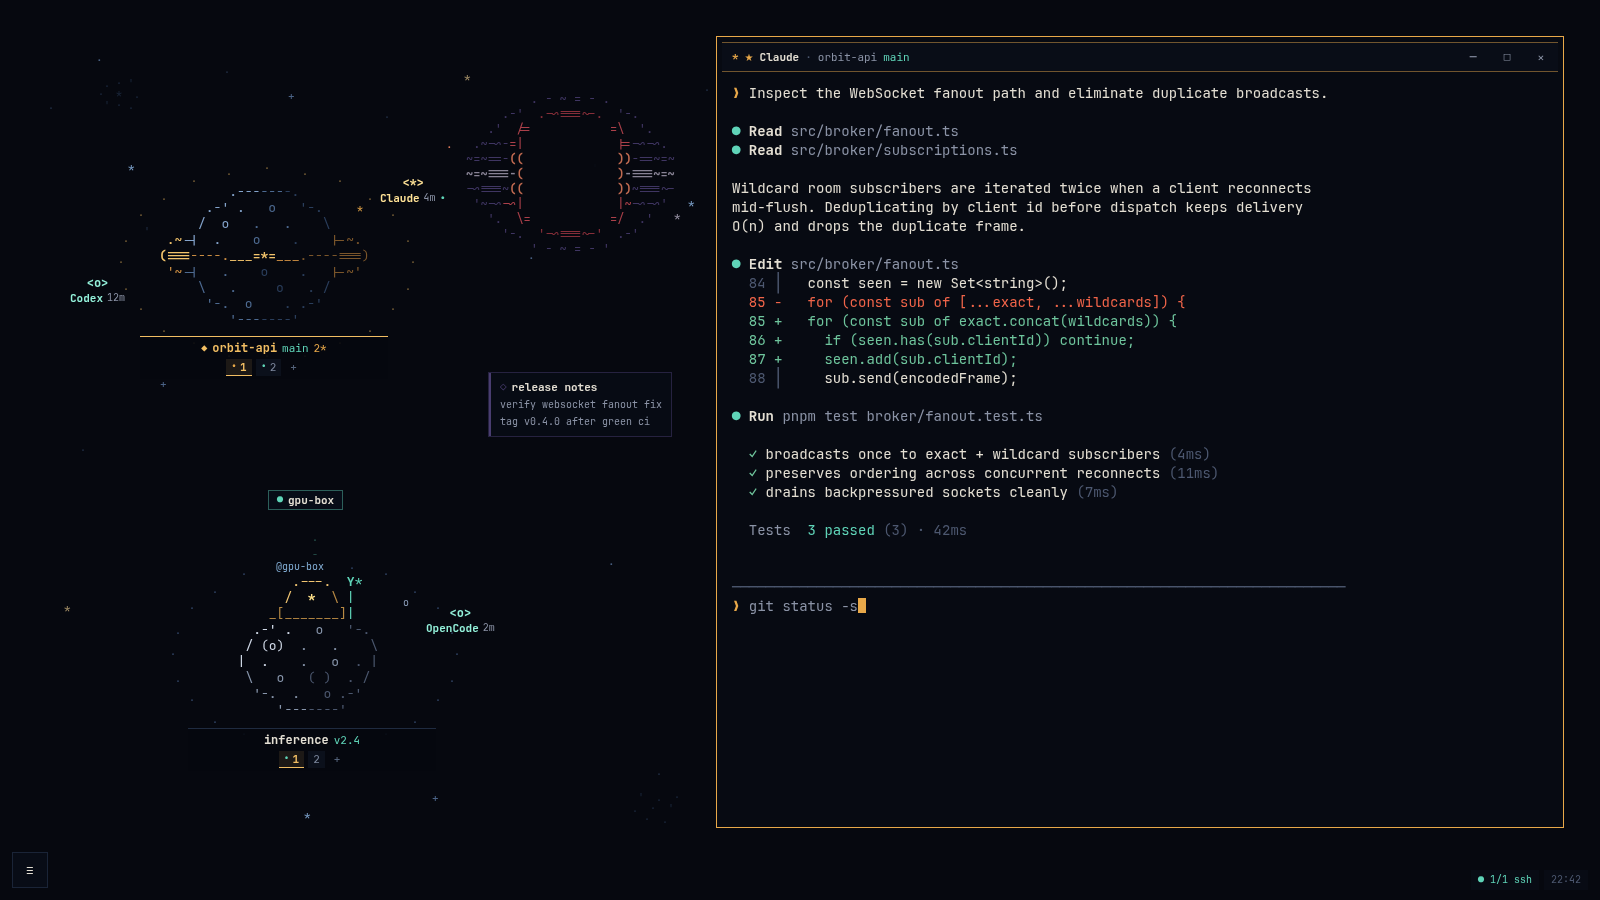 <*>
Claude 4m
<o>
Codex 12m
◆ orbit-api main 2*
1 2 +
◇ release notes
verify websocket fanout fix
tag v0.4.0 after green ci
● gpu-box
@gpu-box
<o>
OpenCode 2m
inference v2.4
1 2 +
* ★ Claude · orbit-api main
❯ Inspect the WebSocket fanout path and eliminate duplicate broadcasts.
● Read src/broker/fanout.ts
● Read src/broker/subscriptions.ts
Wildcard room subscribers are iterated twice when a client reconnects
mid-flush. Deduplicating by client id before dispatch keeps delivery
O(n) and drops the duplicate frame.
● Edit src/broker/fanout.ts
84 │ const seen = new Set<string>();
85 - for (const sub of [...exact, ...wildcards]) {
85 + for (const sub of exact.concat(wildcards)) {
86 + if (seen.has(sub.clientId)) continue;
87 + seen.add(sub.clientId);
88 │ sub.send(encodedFrame);
● Run pnpm test broker/fanout.test.ts
✓ broadcasts once to exact + wildcard subscribers (4ms)
✓ preserves ordering across concurrent reconnects (11ms)
✓ drains backpressured sockets cleanly (7ms)
Tests 3 passed (3) · 42ms
❯ git status -s
● 1/1 ssh 22:42